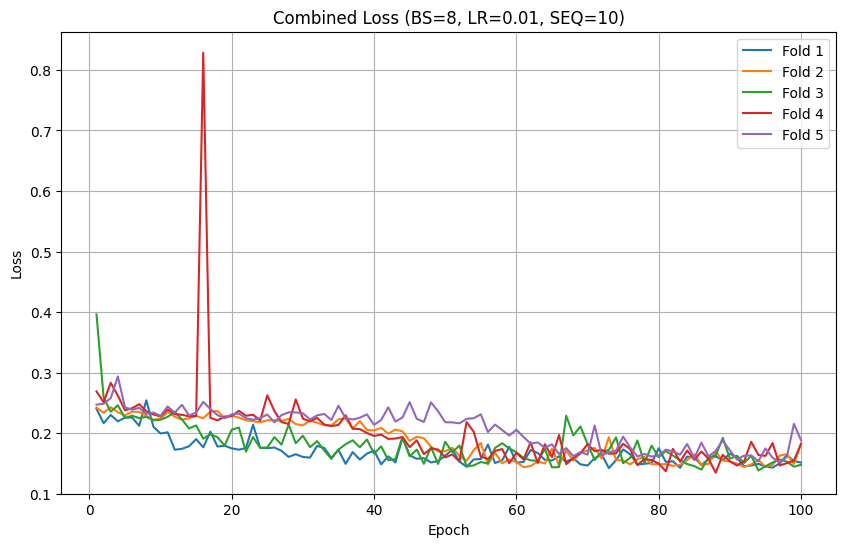 Combined Loss (BS=8, LR=0.01, SEQ=10)
Fold 1
Fold 2
Fold 3
Fold 4
Fold 5
0.8
0.7
0.6
0.5
0.4
0.3
0.2
0.1
Loss
0
20
40
60
80
100
Epoch